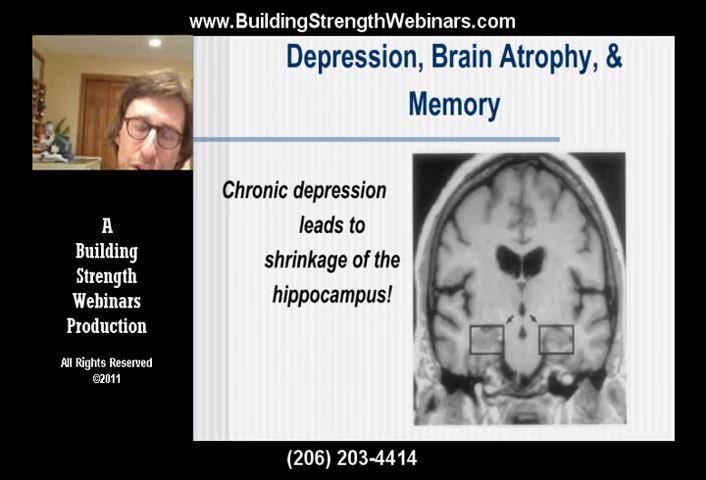 www.BuildingStrengthWebinars.com
Depression, Brain Atrophy, &
Memory
Chronic depression
leads to
shrinkage of the
hippocampus!
A
Building
Strength
Webinars
Production
All Rights Reserved
©2011
(206) 203-4414